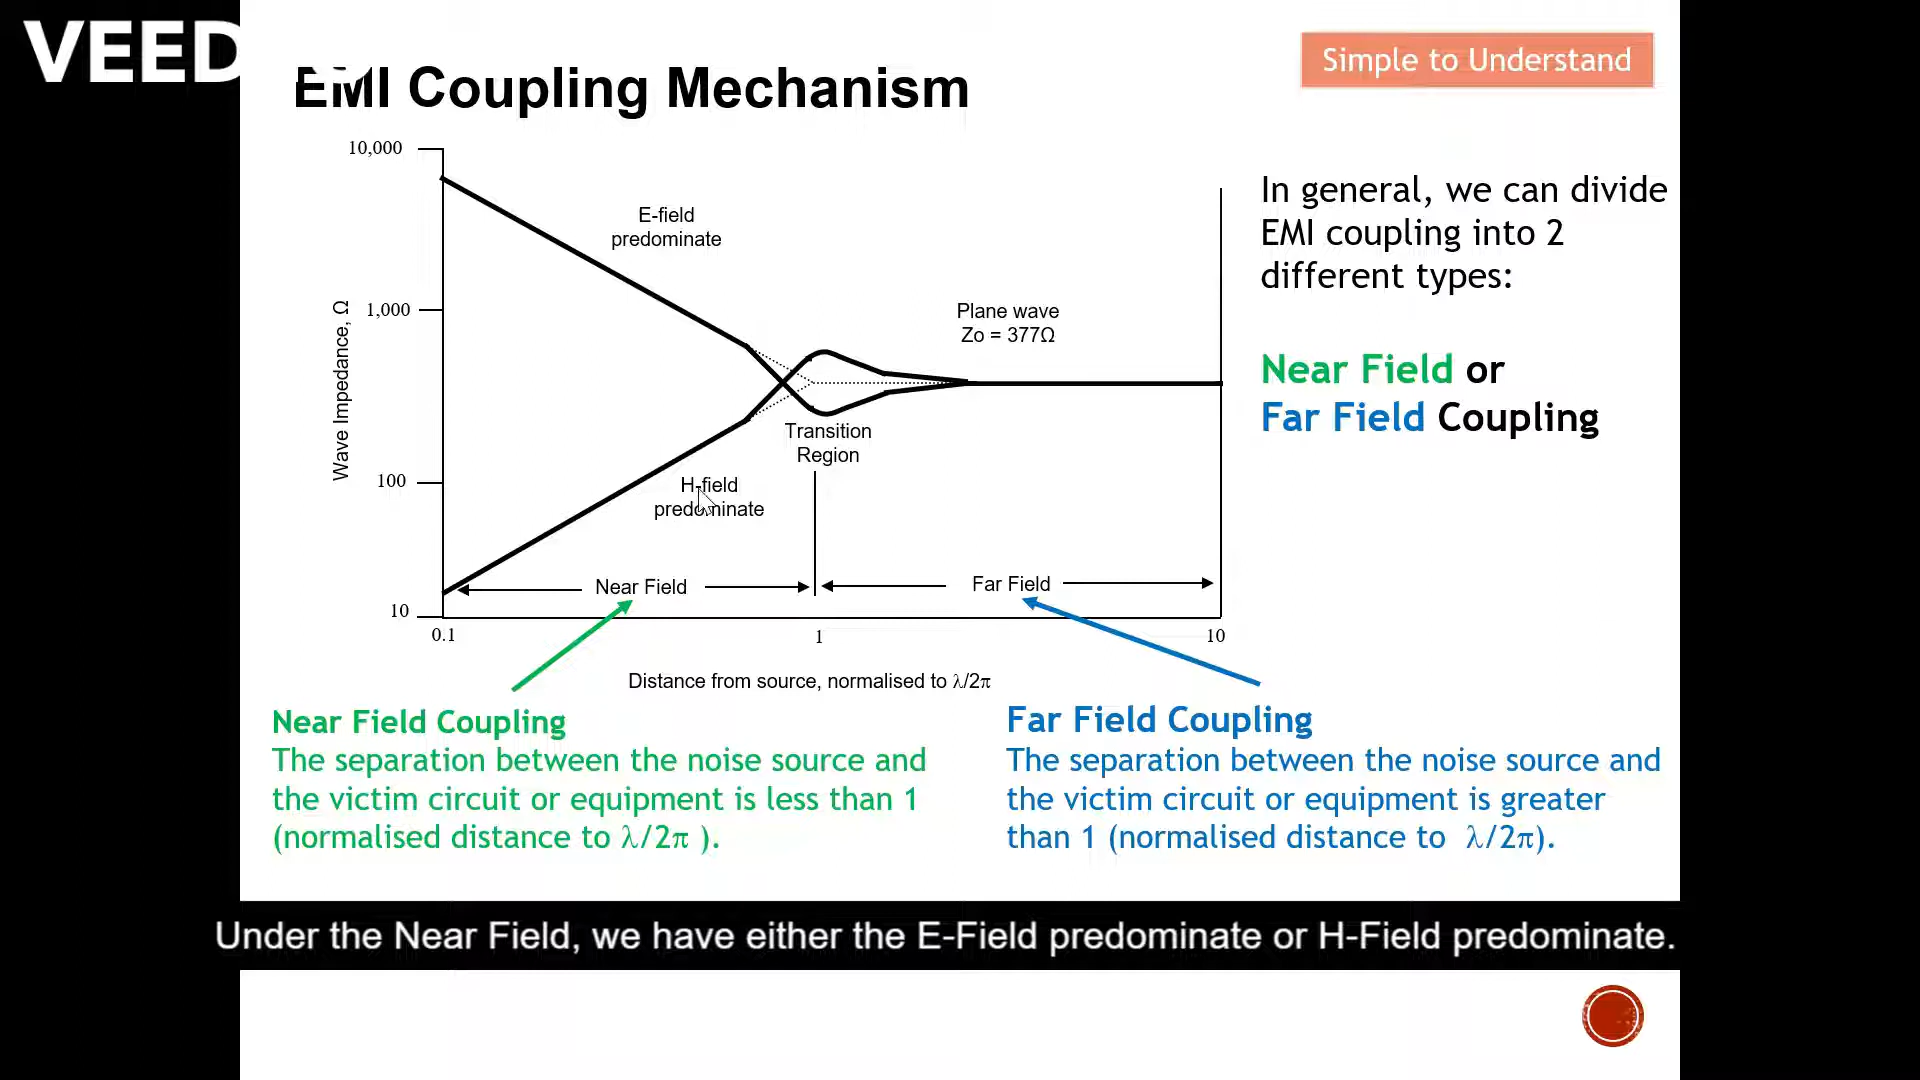 VEED
EMI Coupling Mechanism
Simple to Understand
10,000
1,000
100
10
Wave Impedance, Ω
E-field
predominate
Plane wave
Zo = 377Ω
Transition
Region
H-field
predominate
Near Field
Far Field
0.1
1
10
Distance from source, normalised to λ/2π
In general, we can divide
EMI coupling into 2
different types:
Near Field or
Far Field Coupling
Near Field Coupling
The separation between the noise source and
the victim circuit or equipment is less than 1
(normalised distance to λ/2π ).
Far Field Coupling
The separation between the noise source and
the victim circuit or equipment is greater
than 1 (normalised distance to λ/2π).
Under the Near Field, we have either the E-Field predominate or H-Field predominate.